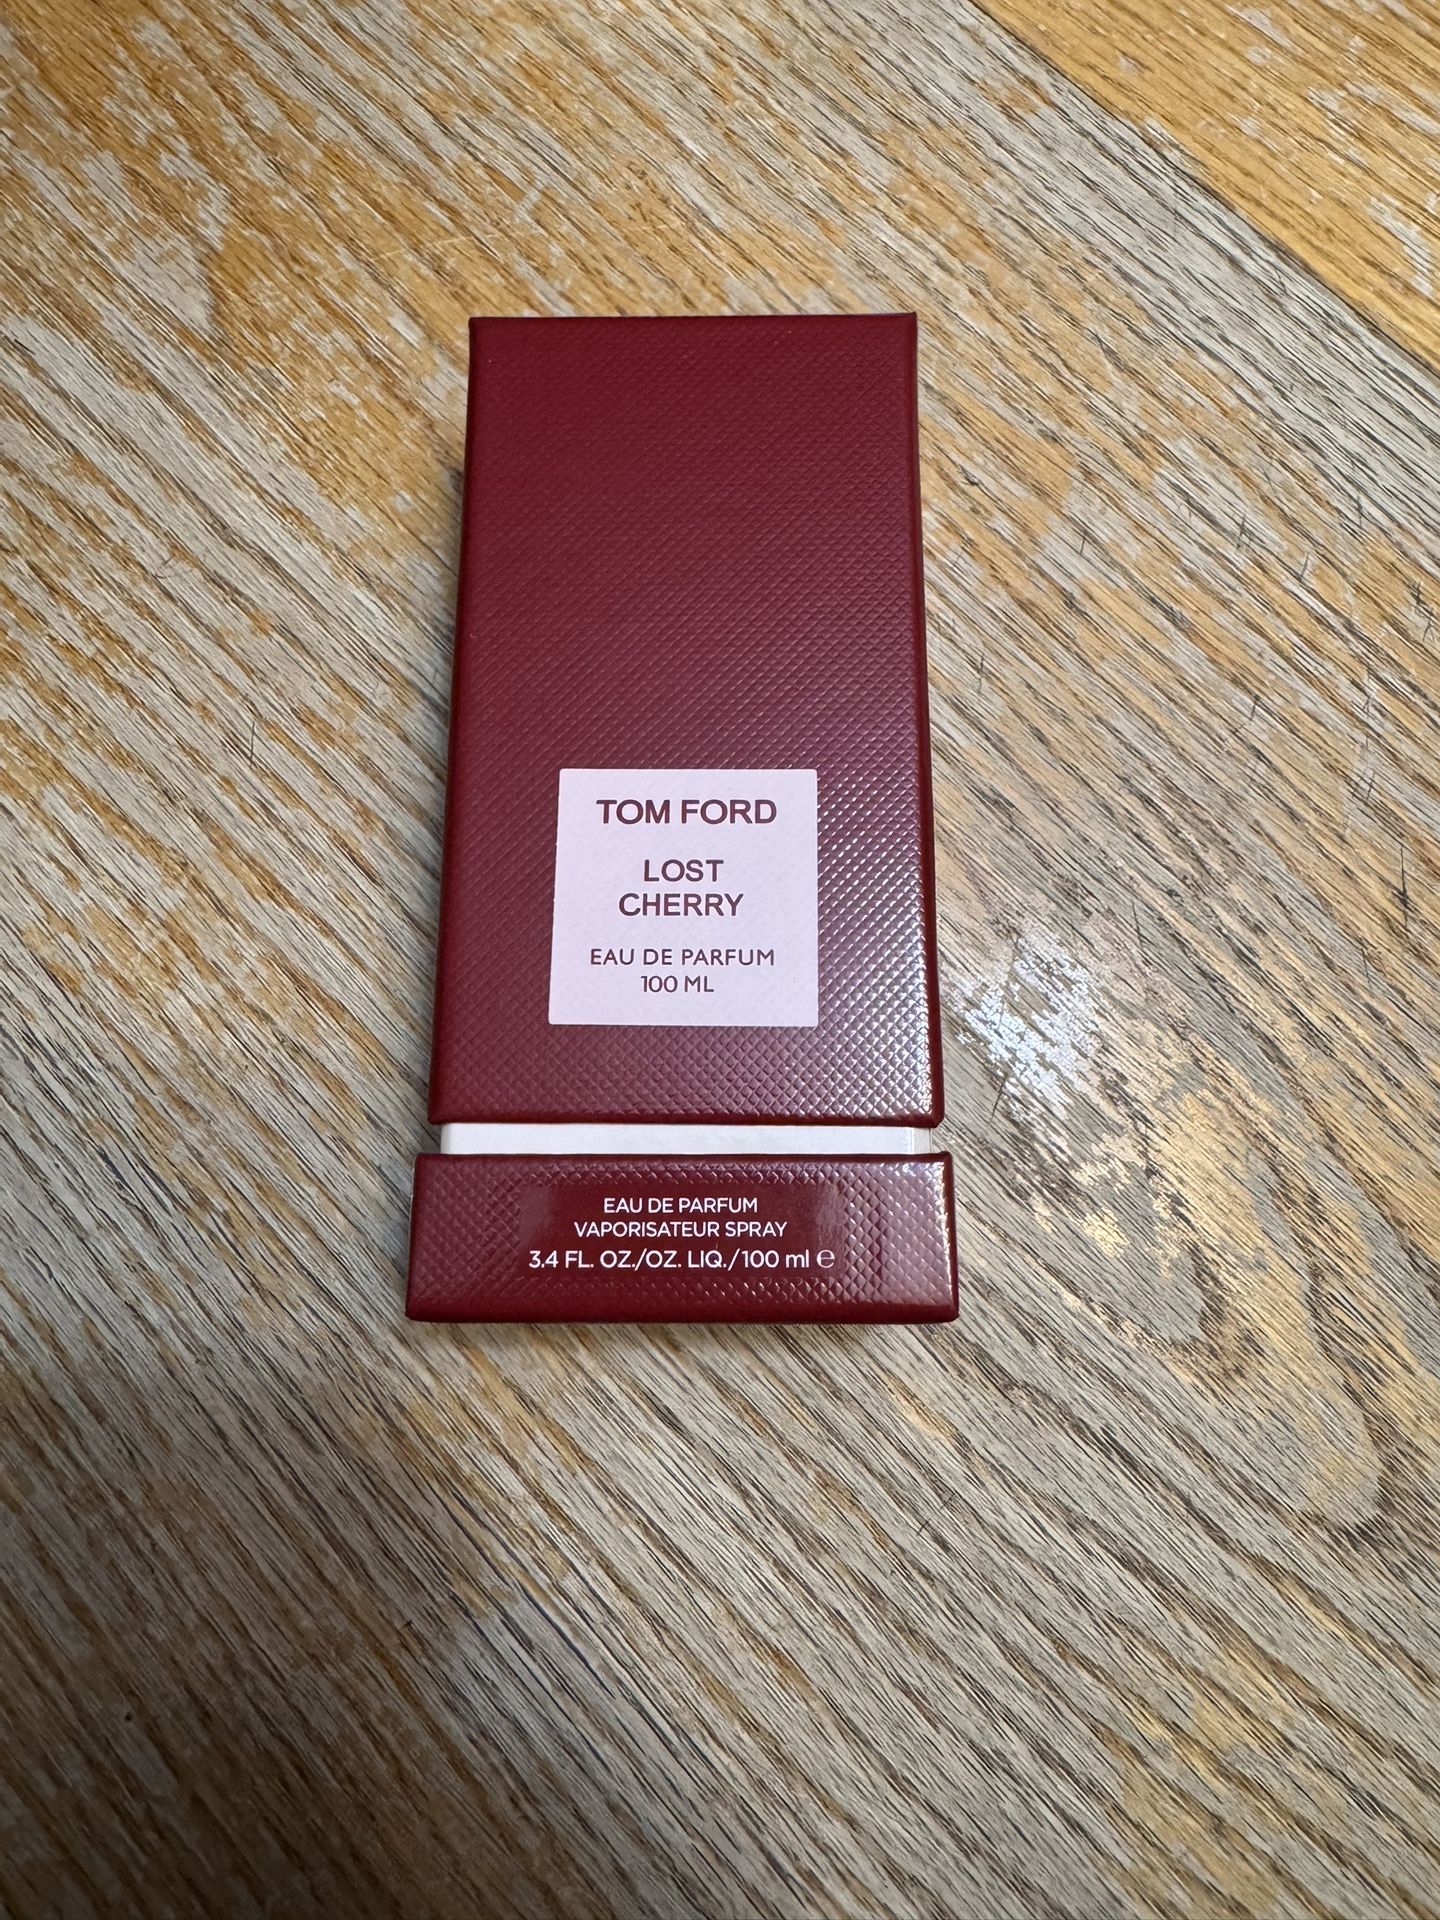 TOM FORD
LOST
CHERRY
EAU DE PARFUM
100 ML
EAU DE PARFUM
VAPORISATEUR SPRAY
3.4 FL. OZ./OZ. LIQ./100 ml ℮